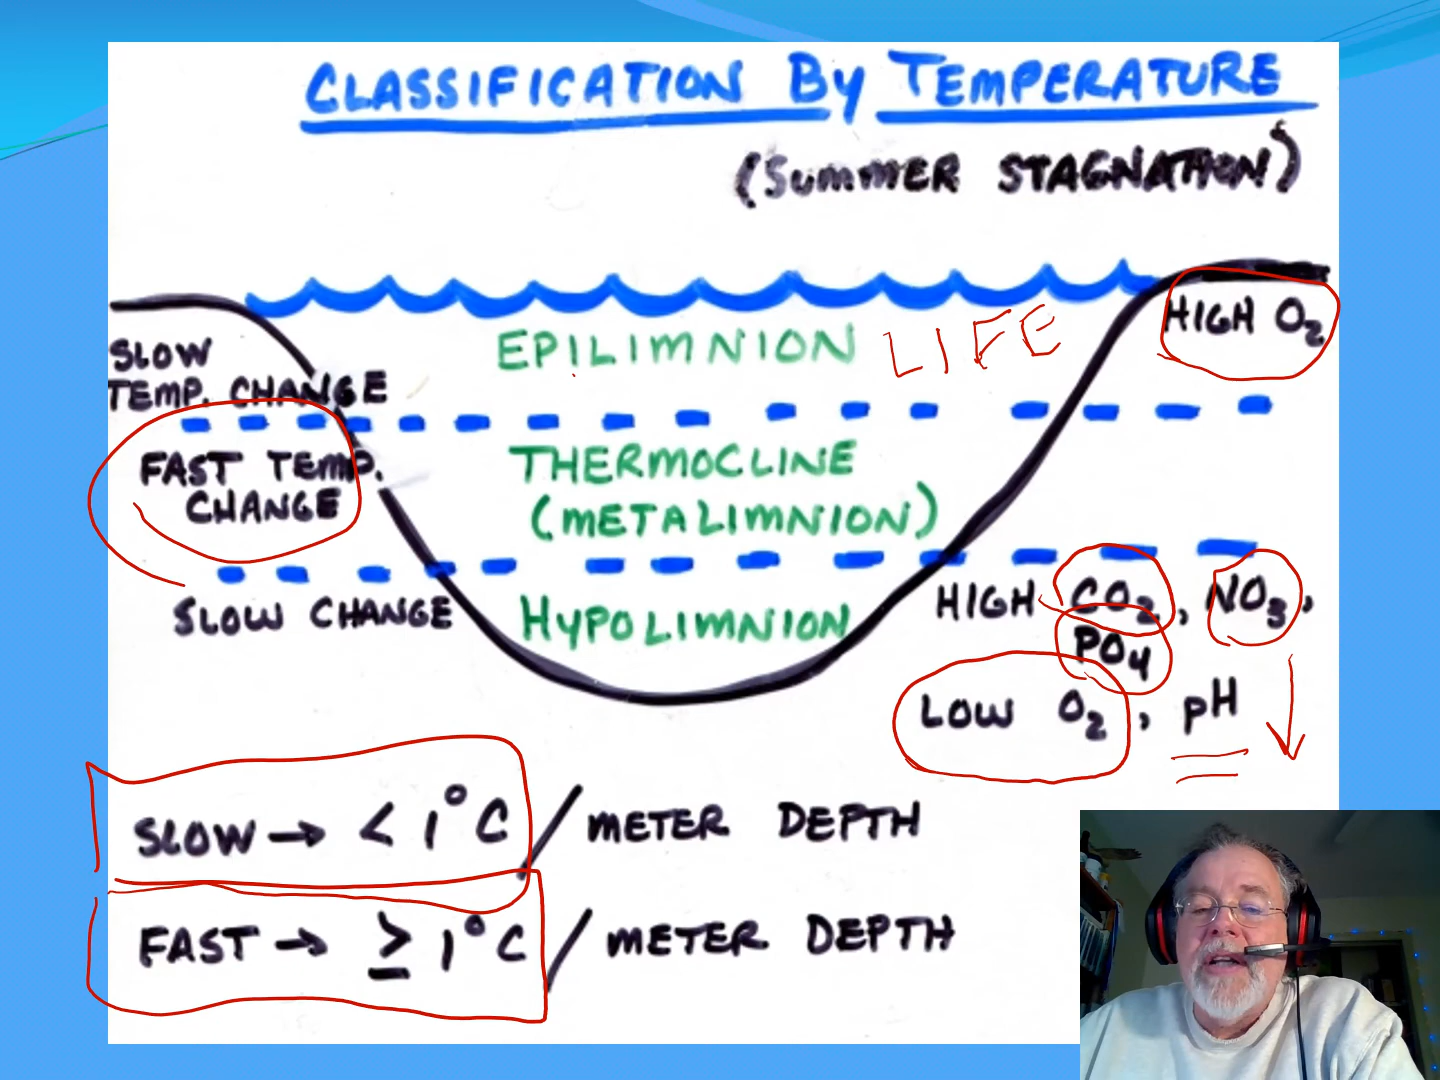 CLASSIFICATION By TEMPERATURE
(SUMMER STAGNATION)
HIGH O2
EPILIMNION LIFE
SLOW
TEMP. CHANGE
FAST TEMP.
CHANGE
THERMOCLINE
(METALIMNION)
SLOW CHANGE
HYPOLIMNION
HIGH CO2, NO3,
PO4
LOW O2, pH
SLOW → < 1°C / METER DEPTH
FAST → ≥ 1°C / METER DEPTH